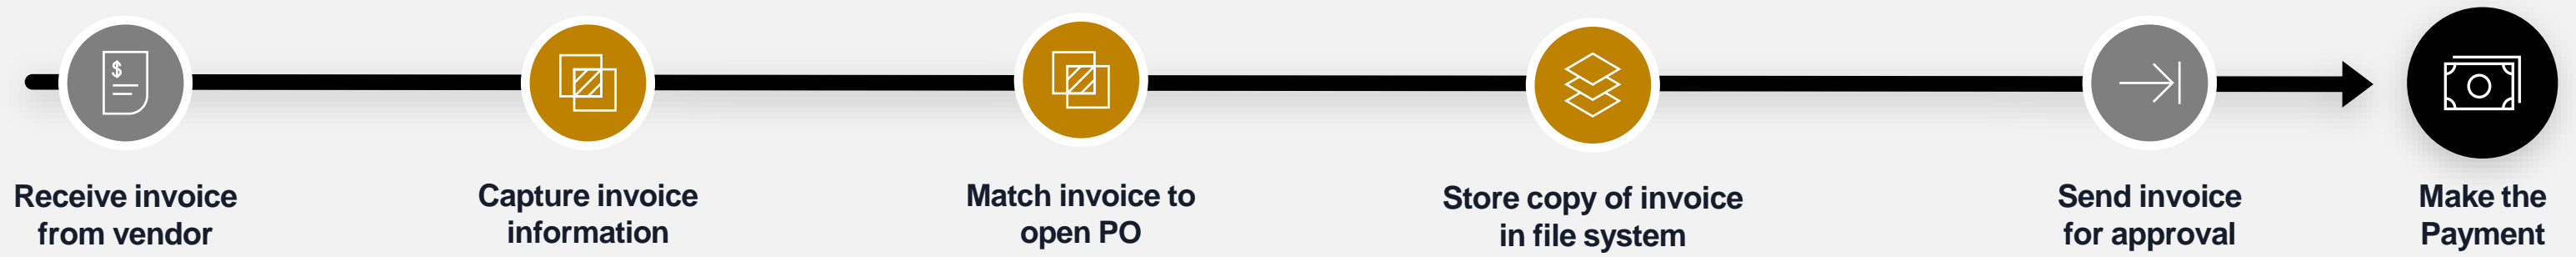 $
Receive invoice
from vendor
Capture invoice
information
Match invoice to
open PO
Store copy of invoice
in file system
Send invoice
for approval
Make the
Payment